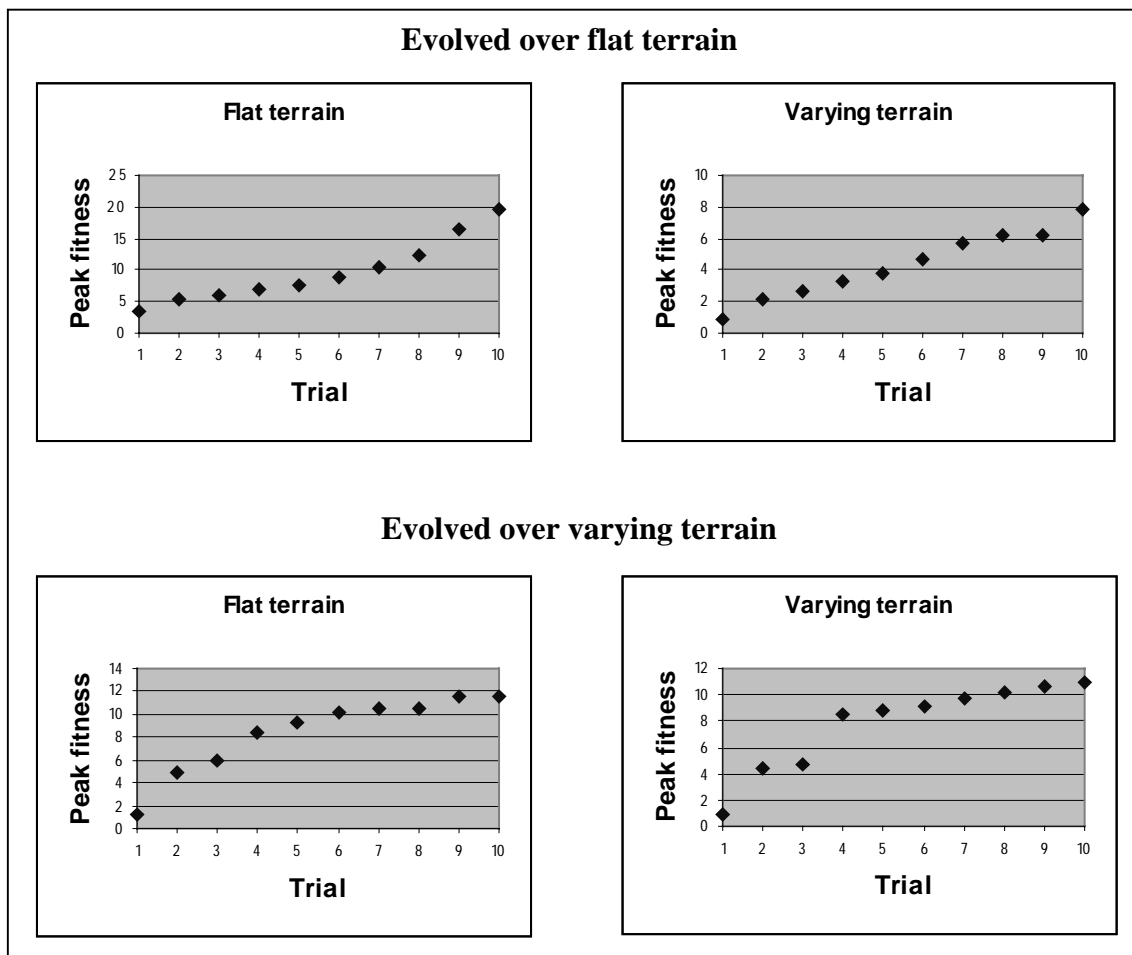 Evolved over flat terrain
Flat terrain
Peak fitness
25
20
15
10
5
0
1 2 3 4 5 6 7 8 9 10
Trial
Varying terrain
Peak fitness
10
8
6
4
2
0
1 2 3 4 5 6 7 8 9 10
Trial
Evolved over varying terrain
Flat terrain
Peak fitness
14
12
10
8
6
4
2
0
1 2 3 4 5 6 7 8 9 10
Trial
Varying terrain
Peak fitness
12
10
8
6
4
2
0
1 2 3 4 5 6 7 8 9 10
Trial